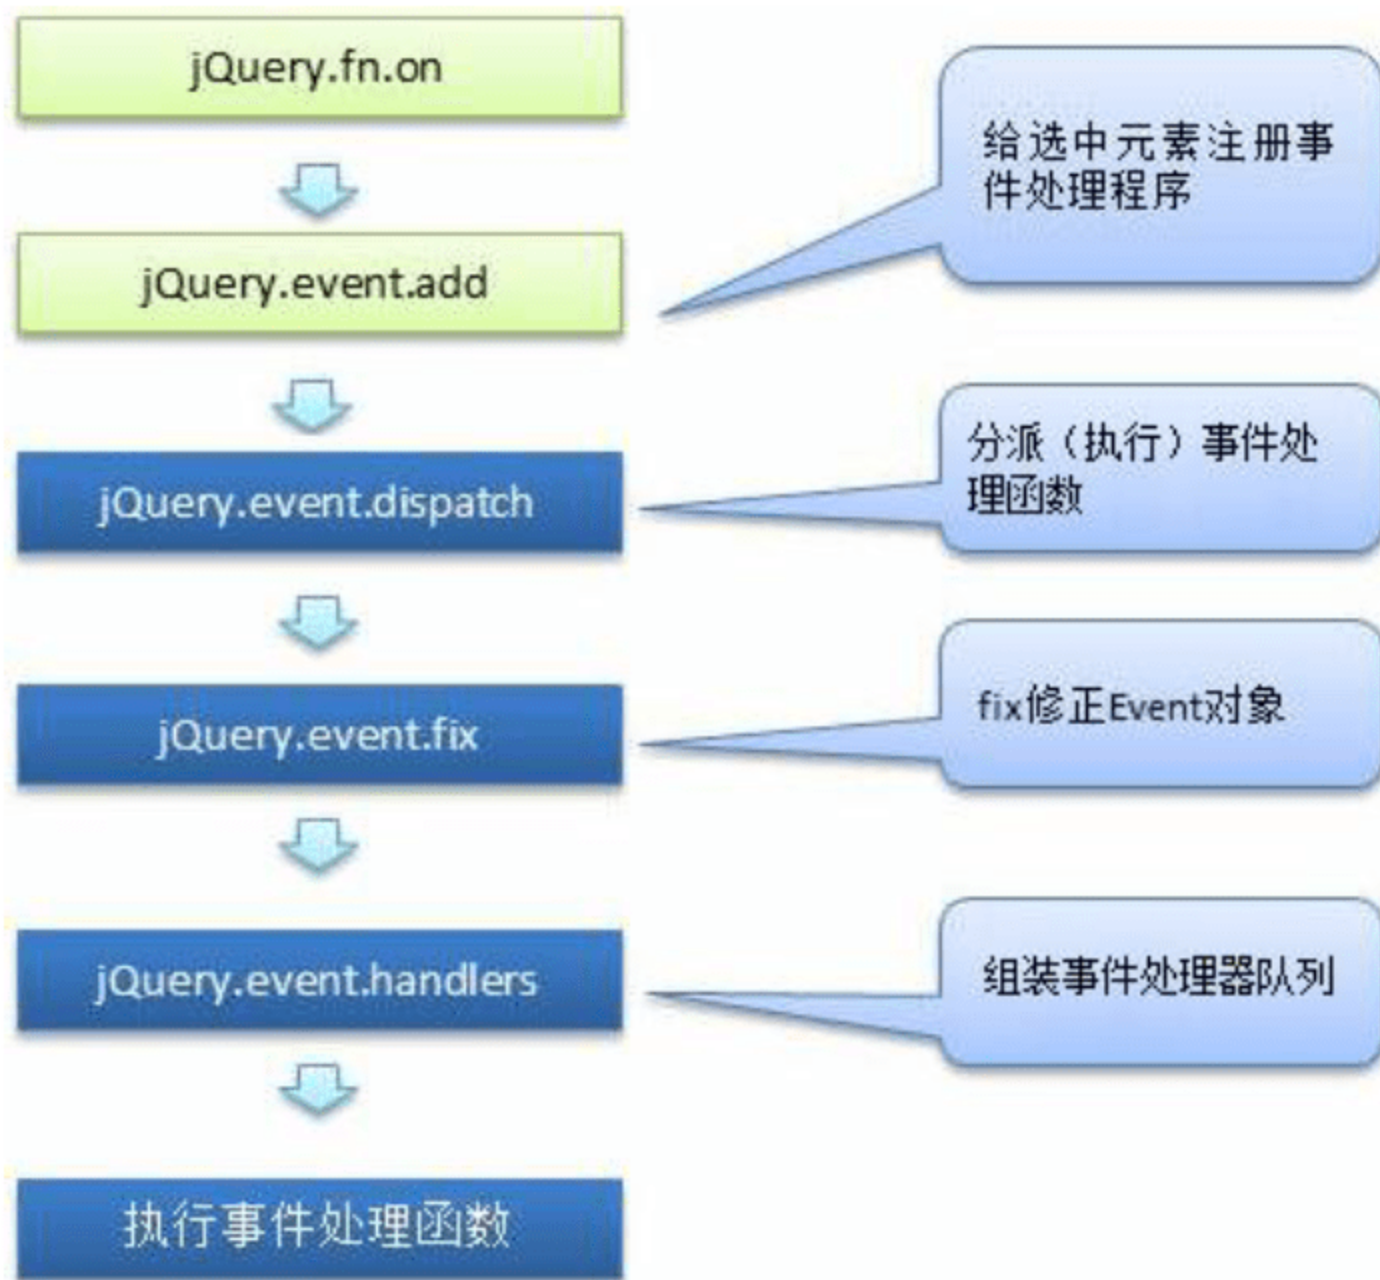 jQuery.fn.on
给选中元素注册事
件处理程序
jQuery.event.add
分派（执行）事件处
理函数
jQuery.event.dispatch
fix修正Event对象
jQuery.event.fix
组装事件处理器队列
jQuery.event.handlers
执行事件处理函数